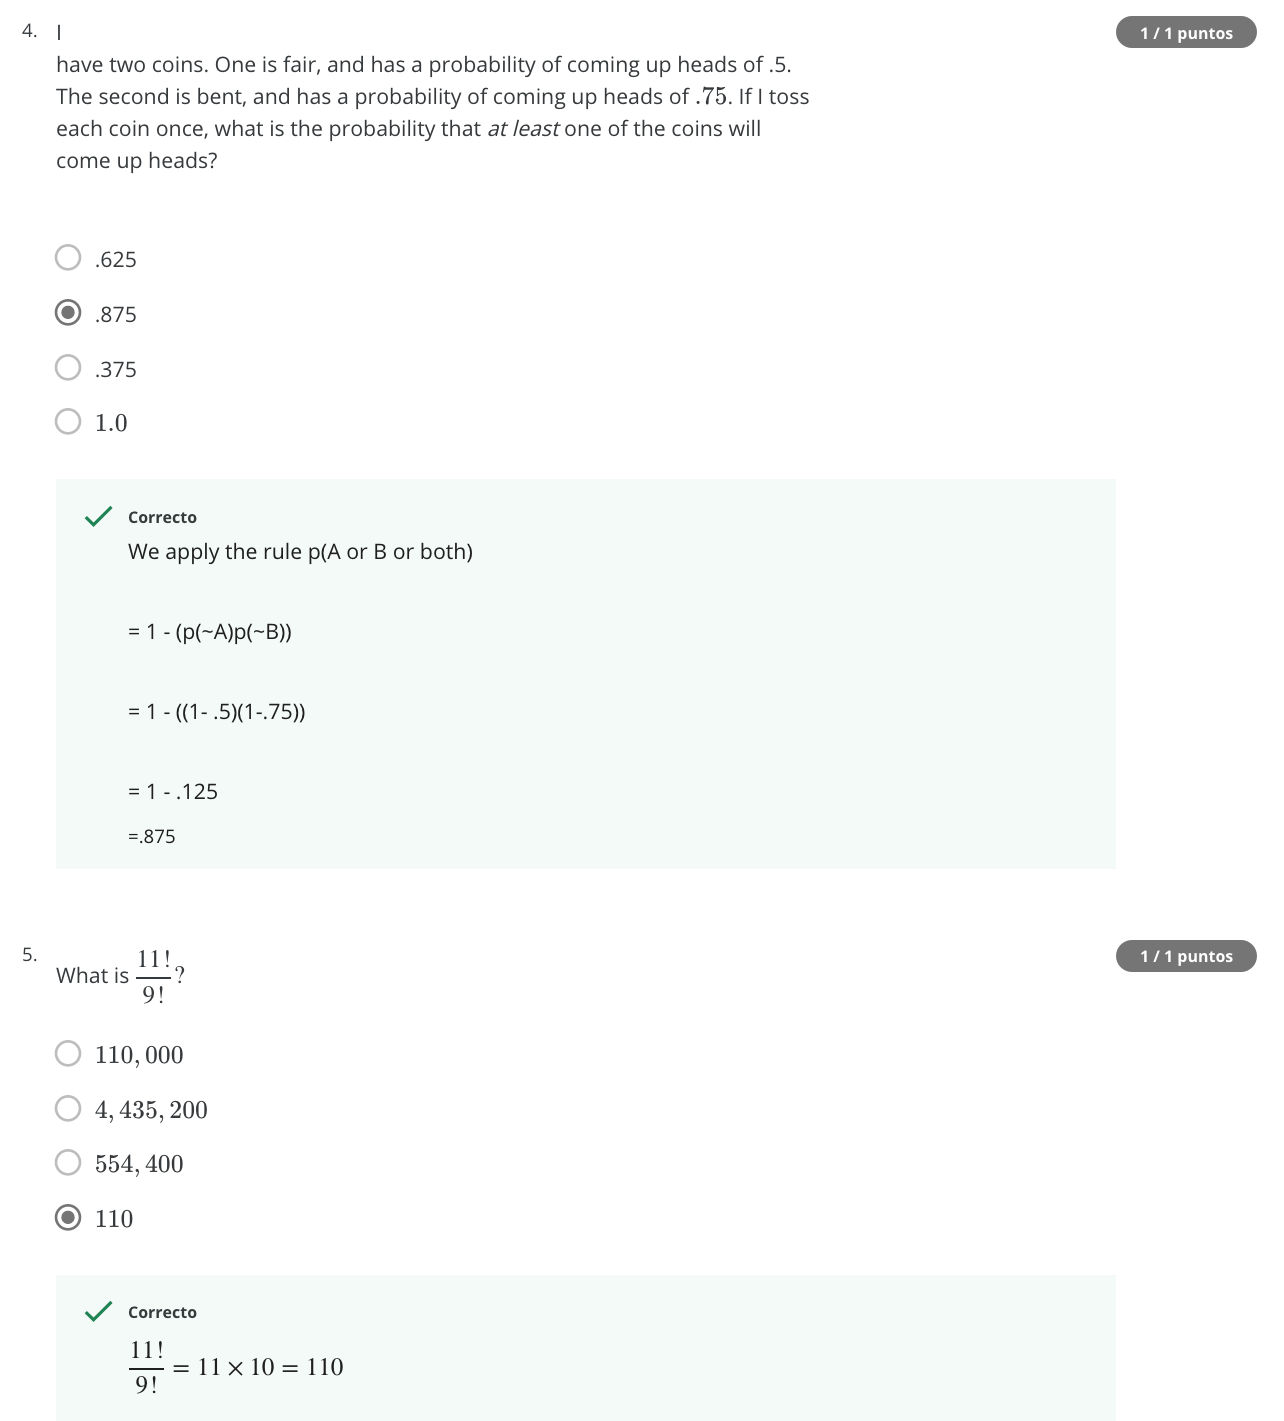 4. I
1 / 1 puntos
have two coins. One is fair, and has a probability of coming up heads of .5.
The second is bent, and has a probability of coming up heads of .75. If I toss
each coin once, what is the probability that at least one of the coins will
come up heads?
.625
.875
.375
1.0
Correcto
We apply the rule p(A or B or both)
= 1 - (p(~A)p(~B))
= 1 - ((1- .5)(1-.75))
= 1 - .125
=.875
5. What is 11!/9!?
1 / 1 puntos
110,000
4,435,200
554,400
110
Correcto
11!/9! = 11 × 10 = 110